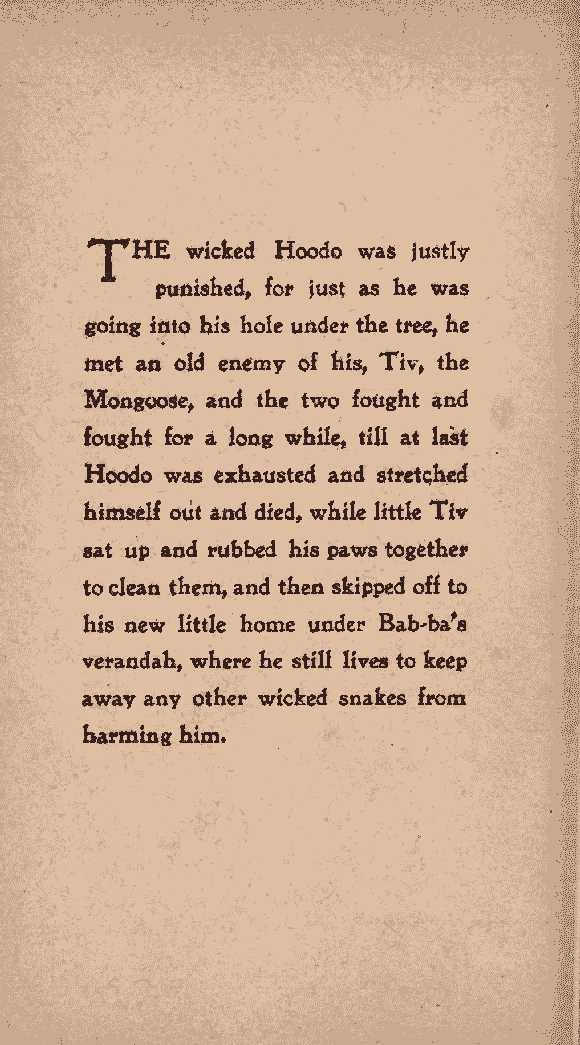 THE wicked Hoodo was justly
punished, for just as he was
going into his hole under the tree, he
met an old enemy of his, Tiv, the
Mongoose, and the two fought and
fought for a long while, till at last
Hoodo was exhausted and stretched
himself out and died, while little Tiv
sat up and rubbed his paws together
to clean them, and then skipped off to
his new little home under Bab-ba's
verandah, where he still lives to keep
away any other wicked snakes from
harming him.